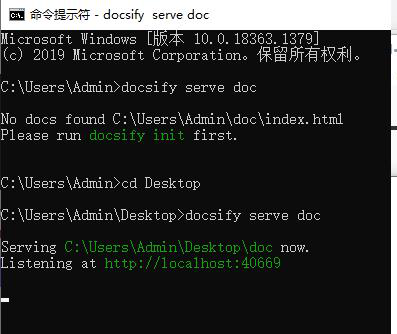 命令提示符 - docsify  serve doc
Microsoft Windows [版本 10.0.18363.1379]
(c) 2019 Microsoft Corporation。保留所有权利。
C:\Users\Admin>docsify serve doc
No docs found C:\Users\Admin\doc\index.html
Please run docsify init first.
C:\Users\Admin>cd Desktop
C:\Users\Admin\Desktop>docsify serve doc
Serving C:\Users\Admin\Desktop\doc now.
Listening at http://localhost:40669